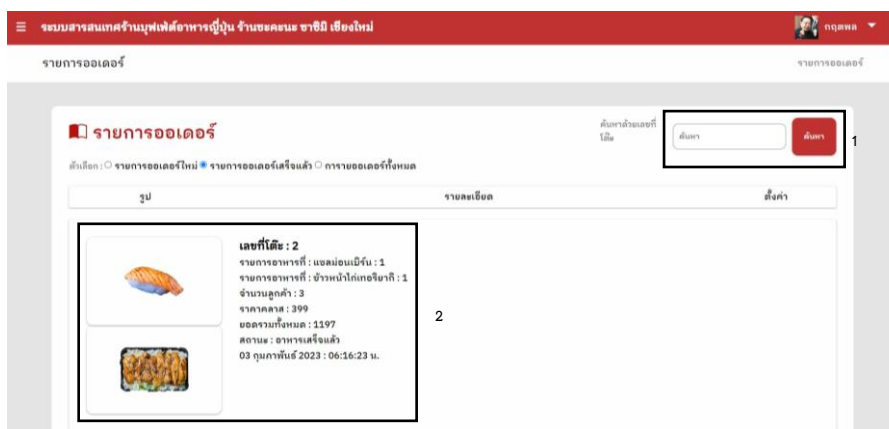 ระบบสารสนเทศร้านบุฟเฟ่ต์อาหารญี่ปุ่น ร้านซะคะนะ ซาชิมิ เชียงใหม่
กฤตพล
รายการออเดอร์
รายการออเดอร์
รายการออเดอร์
ค้นหาด้วยเลขที่
โต๊ะ
ค้นหา
ค้นหา
1
ตัวเลือก : รายการออเดอร์ใหม่ รายการออเดอร์เสร็จแล้ว การายออเดอร์ทั้งหมด
รูป
รายละเอียด
ตั้งค่า
เลขที่โต๊ะ : 2
รายการอาหารที่ : แซลม่อนเบิร์น : 1
รายการอาหารที่ : ข้าวหน้าไก่เทอริยากิ : 1
จำนวนลูกค้า : 3
ราคาคลาส : 399
ยอดรวมทั้งหมด : 1197
สถานะ : อาหารเสร็จแล้ว
03 กุมภาพันธ์ 2023 : 06:16:23 น.
2